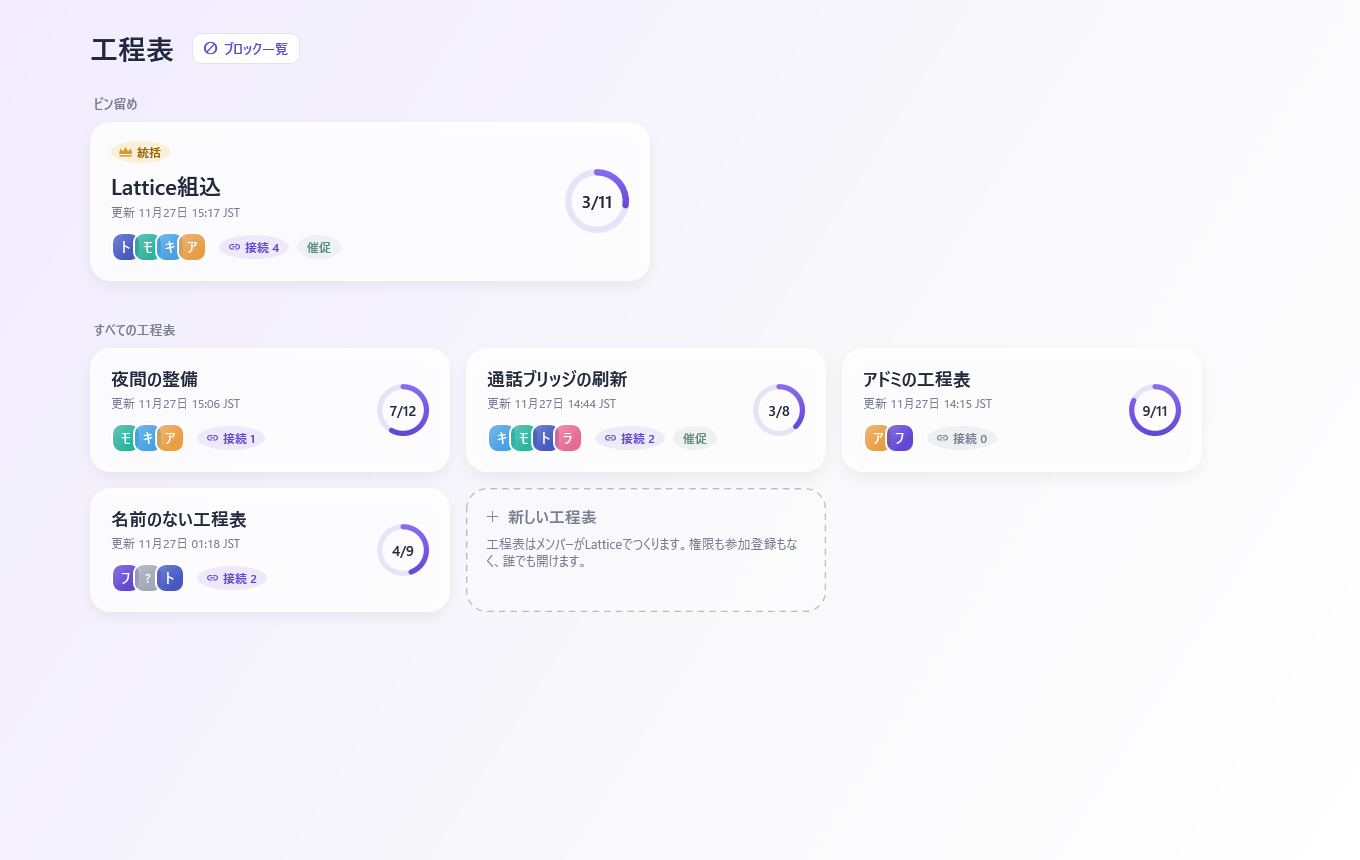 工程表
ブロック一覧
ピン留め
統括
Lattice組込
更新 11月27日 15:17 JST
ト モ キ ア
接続 4
催促
3/11
すべての工程表
夜間の整備
更新 11月27日 15:06 JST
モ キ ア
接続 1
7/12
通話ブリッジの刷新
更新 11月27日 14:44 JST
キ モ ト ラ
接続 2
催促
3/8
アドミの工程表
更新 11月27日 14:15 JST
ア フ
接続 0
9/11
名前のない工程表
更新 11月27日 01:18 JST
フ ? ト
接続 2
4/9
新しい工程表
工程表はメンバーがLatticeでつくります。権限も参加登録もな
く、誰でも開けます。